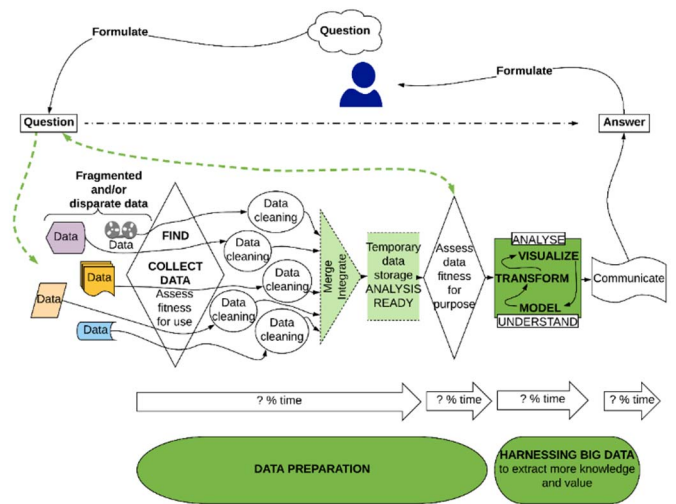 Formulate
Question
Formulate
Question
Answer
Fragmented
and/or
disparate data
Data
Data
Data
Data
Data
FIND
COLLECT
DATA
Assess
fitness
for use
Data
cleaning
Data
cleaning
Data
cleaning
Data
cleaning
Data
cleaning
Merge
Integrate
Temporary
data
storage
ANALYSIS
READY
Assess
data
fitness
for
purpose
ANALYSE
VISUALIZE
TRANSFORM
MODEL
UNDERSTAND
Communicate
? % time
? % time
? % time
? % time
DATA PREPARATION
HARNESSING BIG DATA
to extract more knowledge
and value